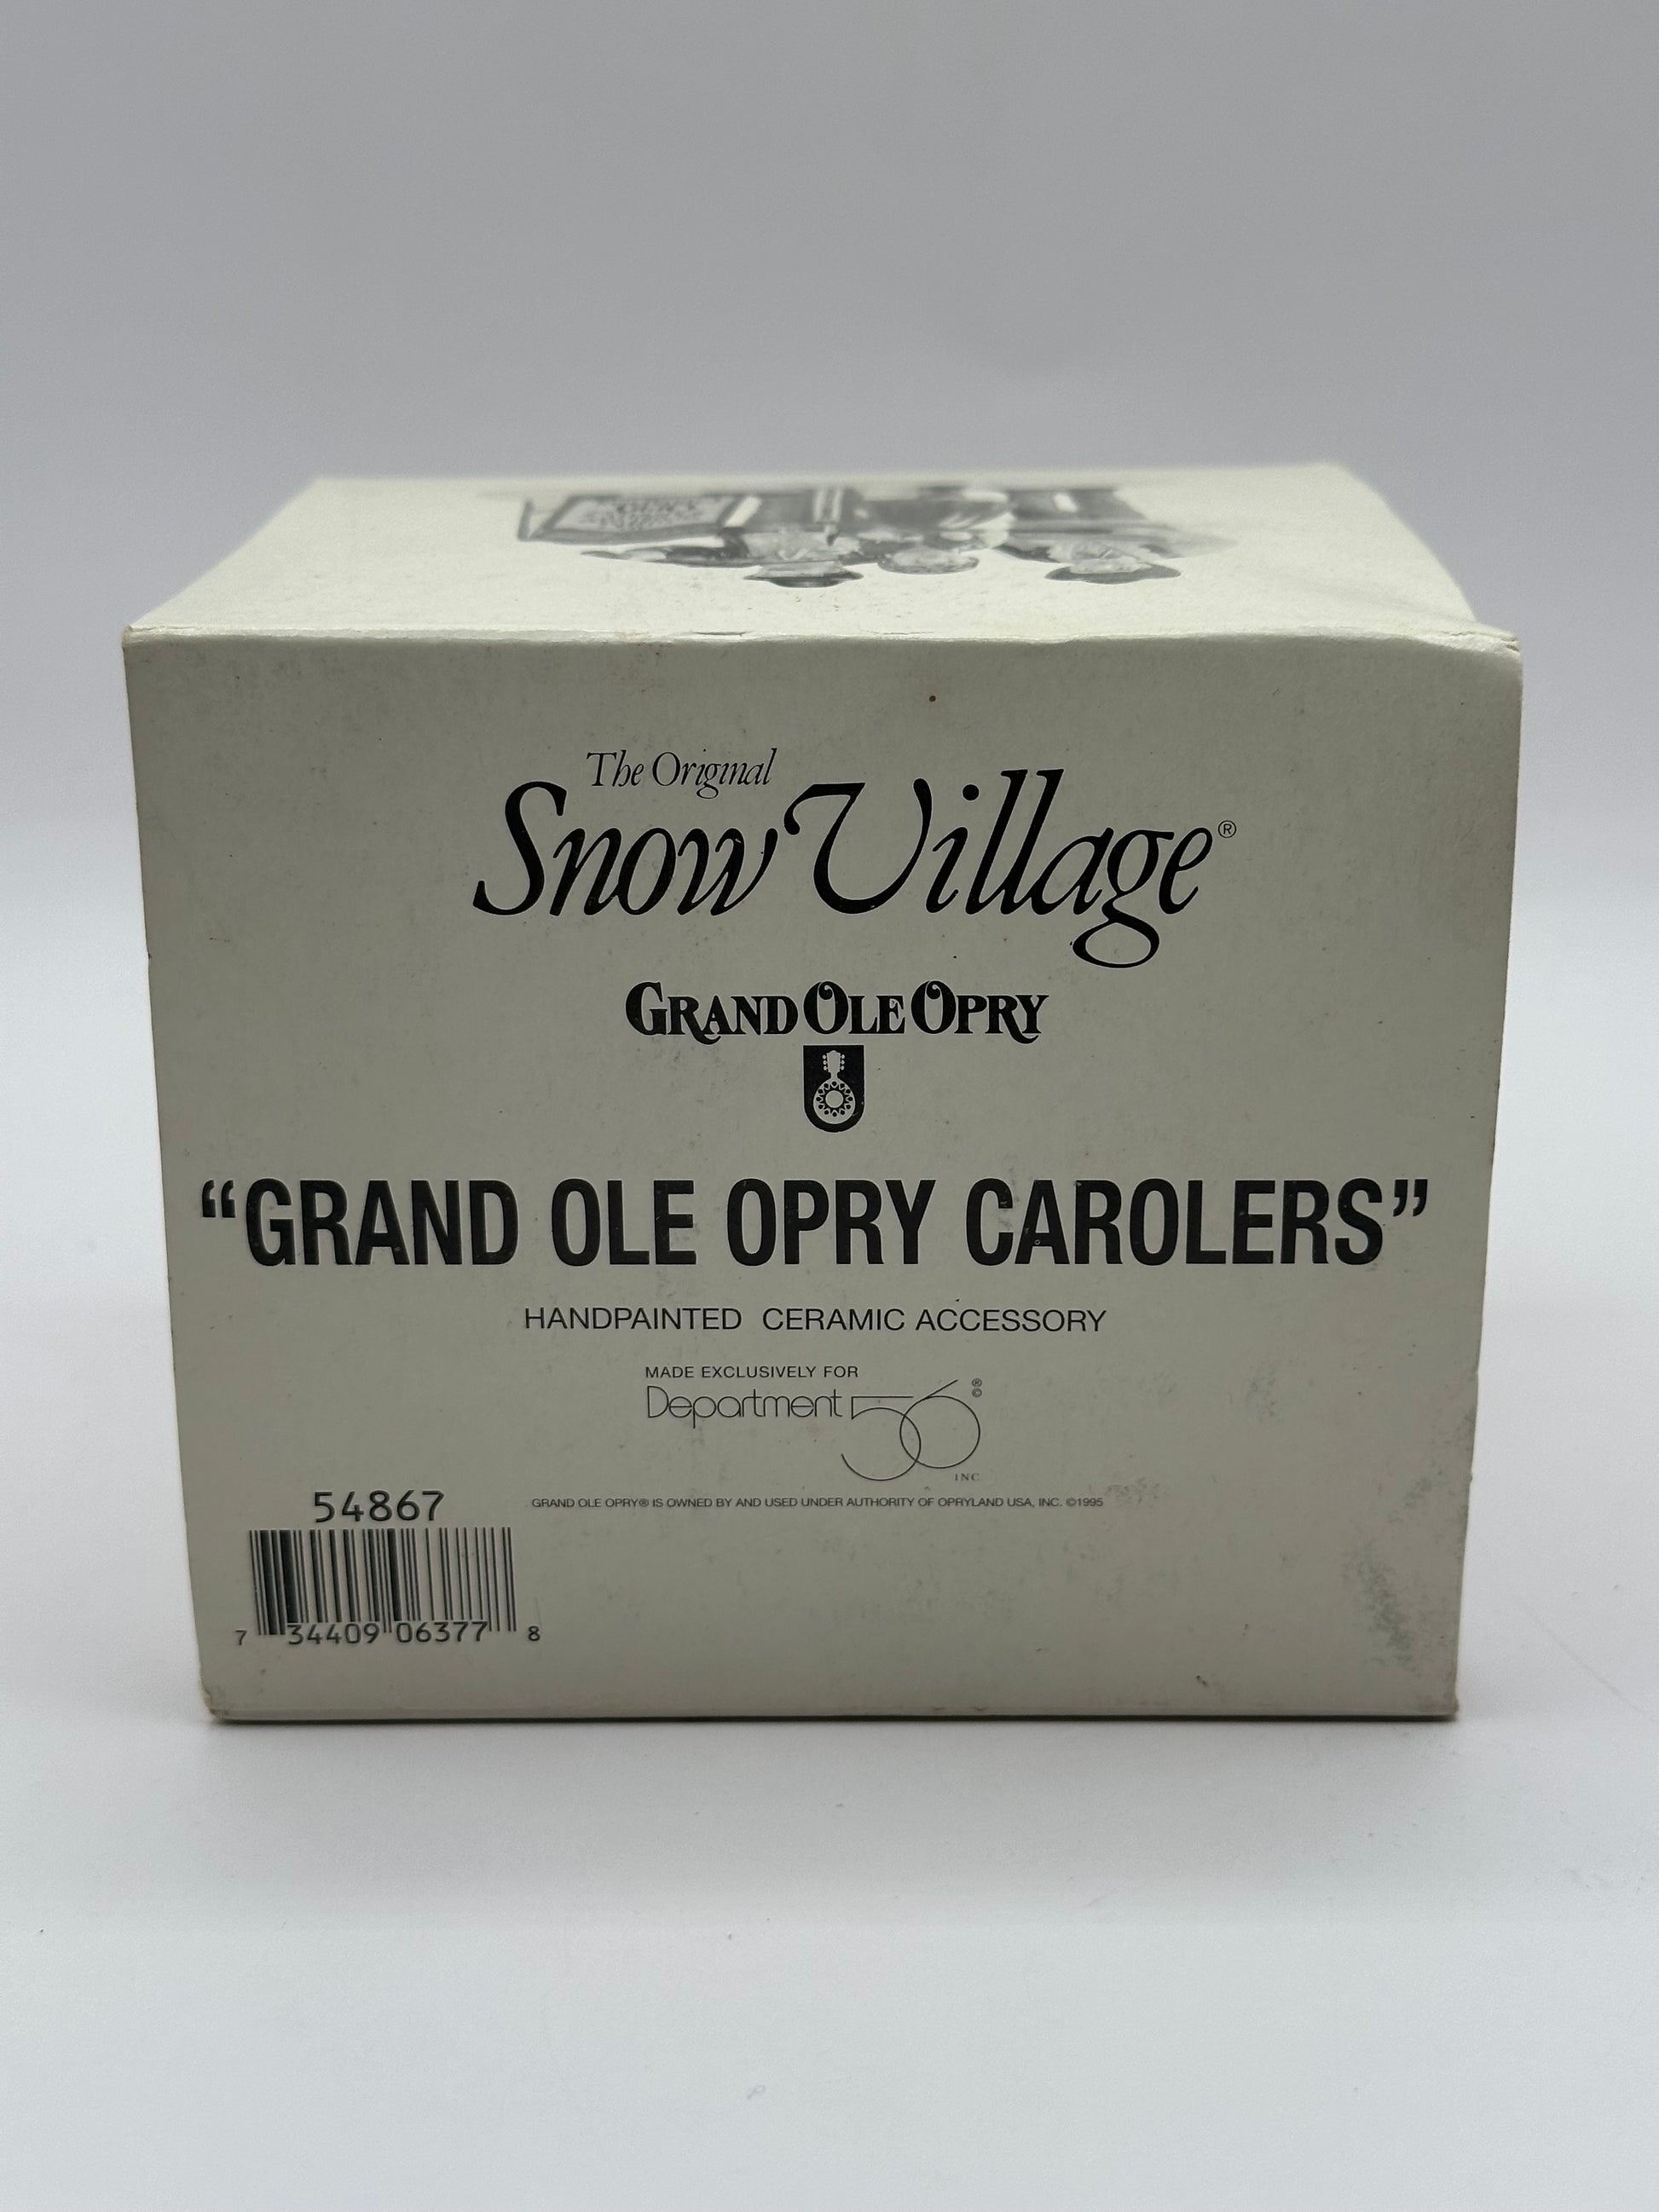 The Original
Snow Village®
GRAND OLE OPRY
“GRAND OLE OPRY CAROLERS”
HANDPAINTED CERAMIC ACCESSORY
MADE EXCLUSIVELY FOR
Department 56 ® ©
INC
GRAND OLE OPRY® IS OWNED BY AND USED UNDER AUTHORITY OF OPRYLAND USA, INC. ©1995
54867
7 34409 06377 8